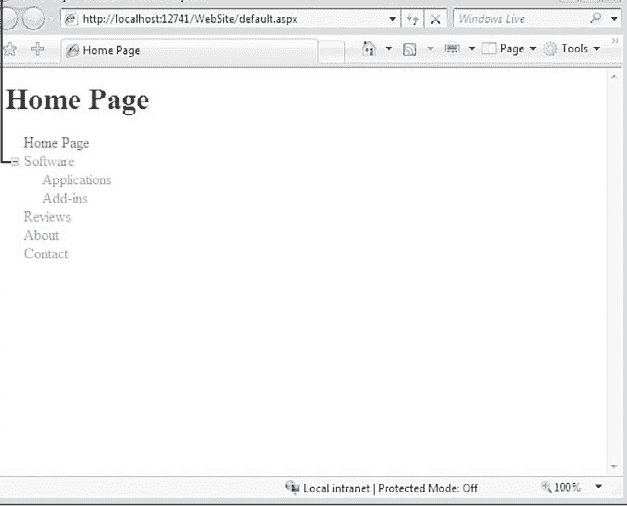 http://localhost:12741/WebSite/default.aspx
Windows Live
Home Page
Page
Tools
Home Page
Home Page
Software
Applications
Add-ins
Reviews
About
Contact
Local intranet | Protected Mode: Off
100%